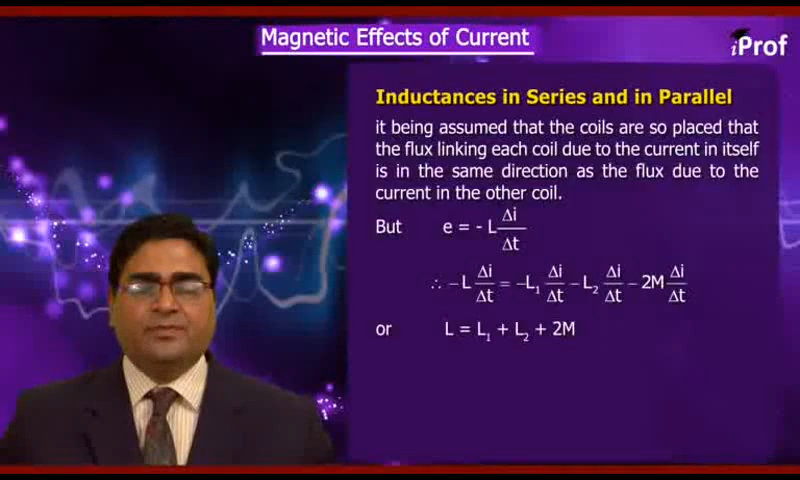 Magnetic Effects of Current
iProf
Inductances in Series and in Parallel
it being assumed that the coils are so placed that
the flux linking each coil due to the current in itself
is in the same direction as the flux due to the
current in the other coil.
But e = - L Δi/Δt
∴ -L Δi/Δt = -L₁ Δi/Δt - L₂ Δi/Δt - 2M Δi/Δt
or L = L₁ + L₂ + 2M